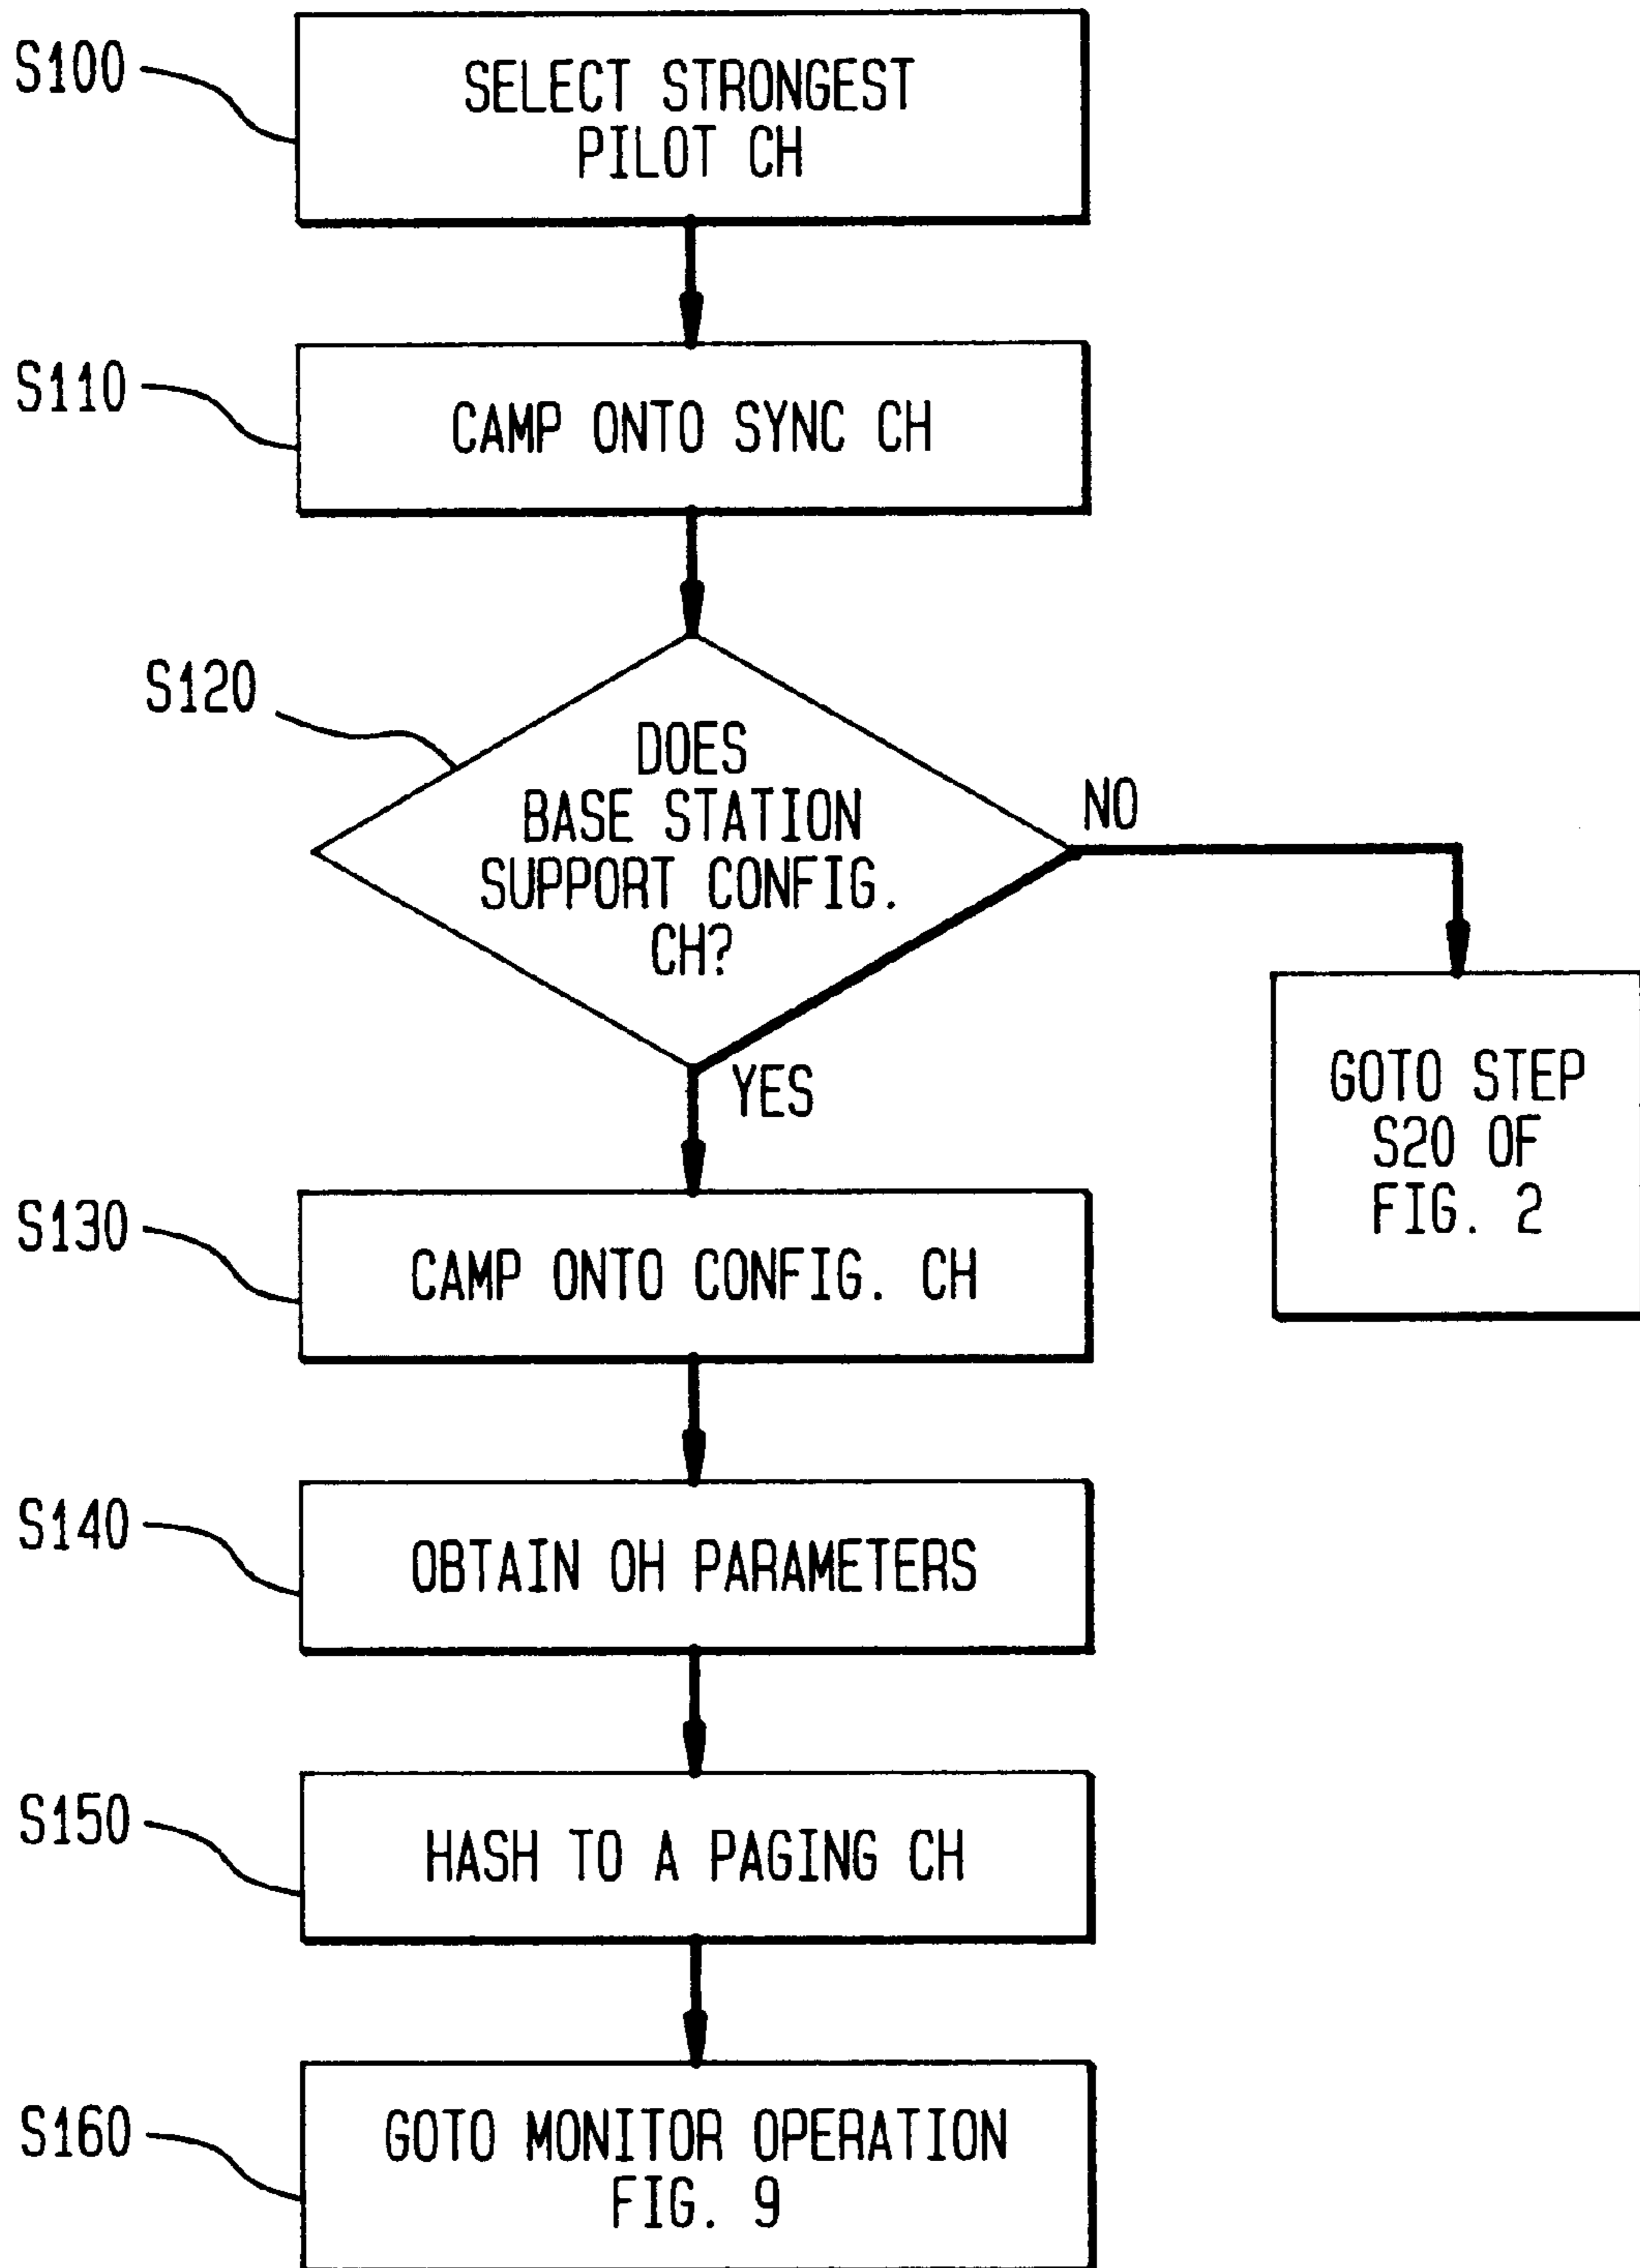 S100
SELECT STRONGEST
PILOT CH
S110
CAMP ONTO SYNC CH
S120
DOES
BASE STATION
SUPPORT CONFIG.
CH?
NO
YES
GOTO STEP
S20 OF
FIG. 2
S130
CAMP ONTO CONFIG. CH
S140
OBTAIN OH PARAMETERS
S150
HASH TO A PAGING CH
S160
GOTO MONITOR OPERATION
FIG. 9